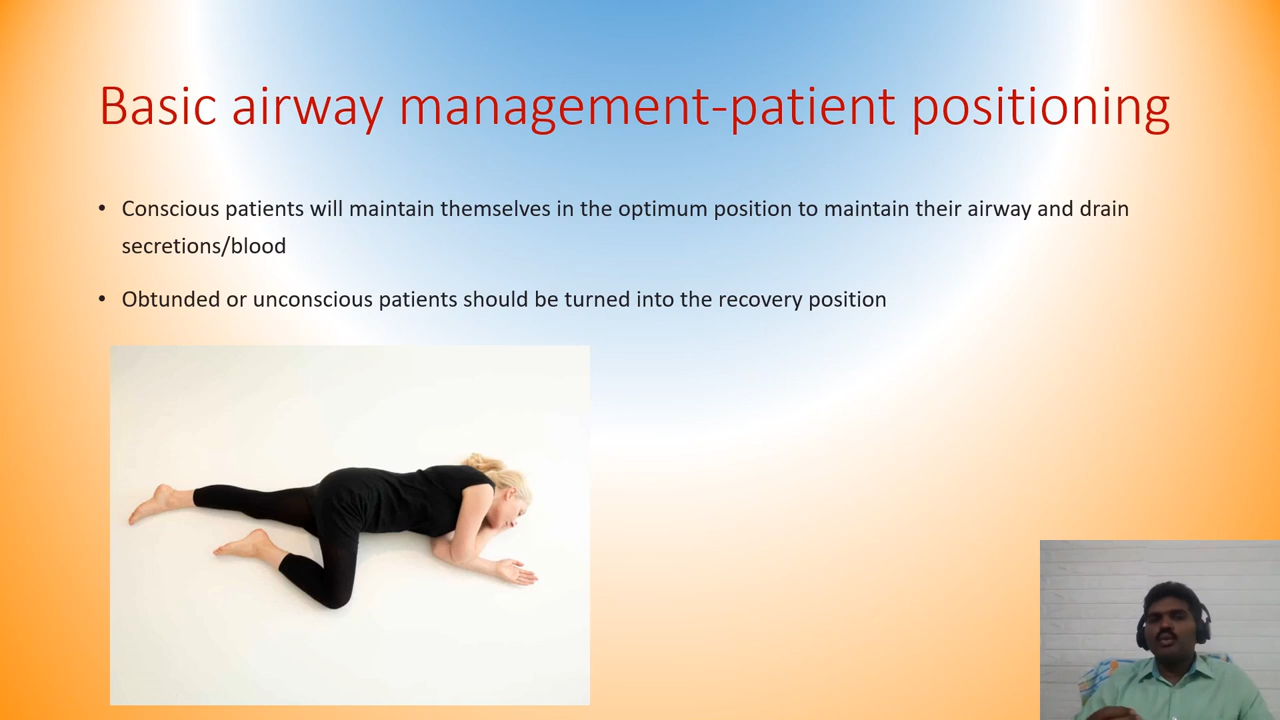 Basic airway management-patient positioning
• Conscious patients will maintain themselves in the optimum position to maintain their airway and drain
secretions/blood
• Obtunded or unconscious patients should be turned into the recovery position